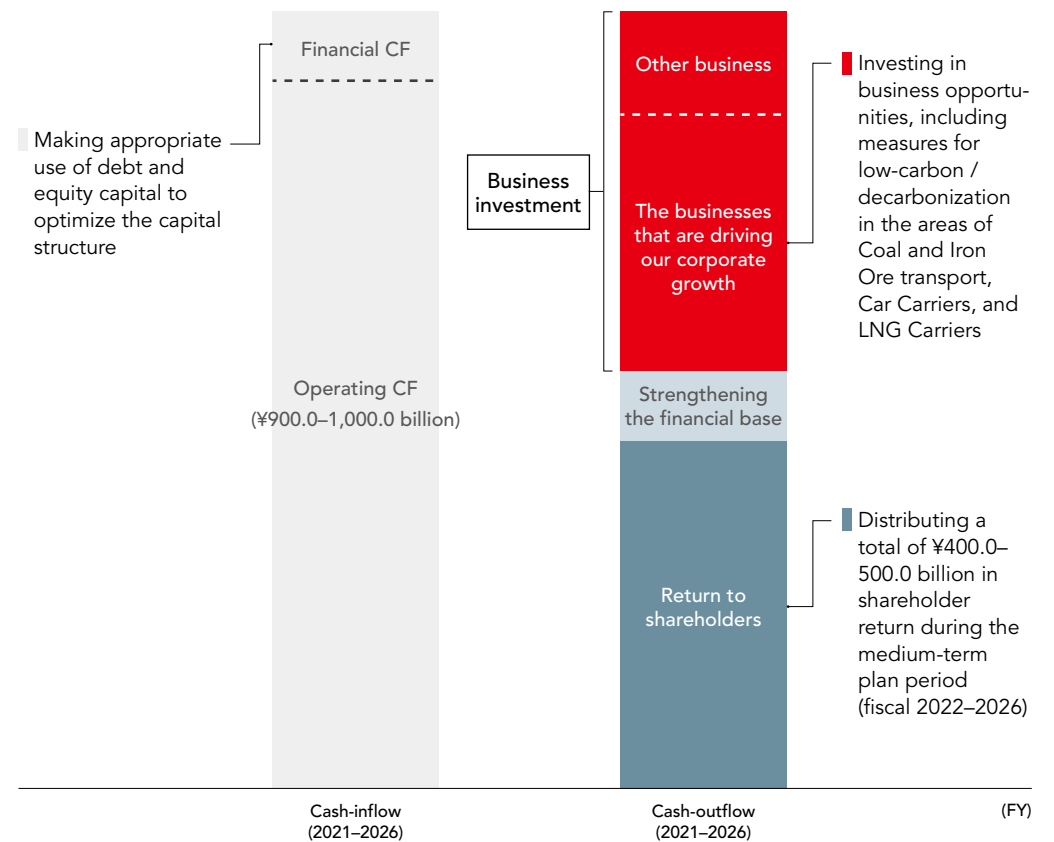 Financial CF
Making appropriate
use of debt and
equity capital to
optimize the capital
structure
Operating CF
(¥900.0–1,000.0 billion)
Business
investment
Other business
The businesses
that are driving
our corporate
growth
Strengthening
the financial base
Return to
shareholders
Investing in
business opportu-
nities, including
measures for
low-carbon /
decarbonization
in the areas of
Coal and Iron
Ore transport,
Car Carriers, and
LNG Carriers
Distributing a
total of ¥400.0–
500.0 billion in
shareholder
return during the
medium-term
plan period
(fiscal 2022–2026)
Cash-inflow
(2021–2026)
Cash-outflow
(2021–2026)
(FY)